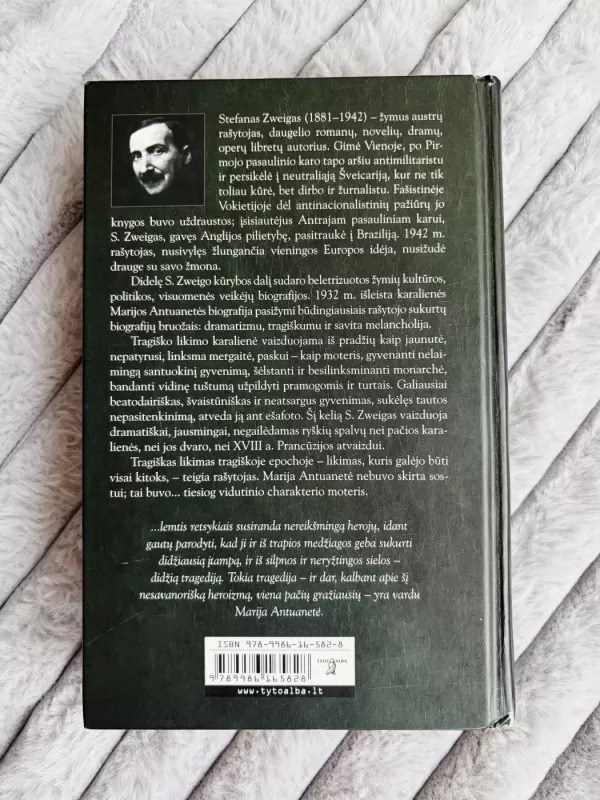 Stefanas Zweigas (1881–1942) – žymus austrų
rašytojas, daugelio romanų, novelių, dramų,
operų libretų autorius. Gimė Vienoje, po Pir-
mojo pasaulinio karo tapo aršiu antimilitaristu
ir persikėlė į neutraliąją Šveicariją, kur ne tik
toliau kūrė, bet dirbo ir žurnalistu. Fašistinėje
Vokietijoje dėl antinacionalistinių pažiūrų jo
knygos buvo uždraustos; įsisiautėjus Antrajam pasauliniam karui,
S. Zweigas, gavęs Anglijos pilietybę, pasitraukė į Braziliją. 1942 m.
rašytojas, nusivylęs žlungančia vieningos Europos idėja, nusižudė
drauge su savo žmona.
Didelę S. Zweigo kūrybos dalį sudaro beletrizuotos žymių kultūros,
politikos, visuomenės veikėjų biografijos. 1932 m. išleista karalienės
Marijos Antuanetės biografija pasižymi būdingiausiais rašytojo sukurtų
biografijų bruožais: dramatizmu, tragiškumu ir savita melancholija.
Tragiško likimo karalienė vaizduojama iš pradžių kaip jaunutė,
nepatyrusi, linksma mergaitė, paskui – kaip moteris, gyvenanti nelai-
mingą santuokinį gyvenimą, šėlstanti ir besilinksminanti monarchė,
bandanti vidinę tuštumą užpildyti pramogomis ir turtais. Galiausiai
beatodairiškas, švaistūniškas ir neatsargus gyvenimas, sukėlęs tautos
nepasitenkinimą, atveda ją ant ešafoto. Šį kelią S. Zweigas vaizduoja
dramatiškai, jausmingai, negailėdamas ryškių spalvų nei pačios kara-
lienės, nei jos dvaro, nei XVIII a. Prancūzijos atvaizdui.
Tragiškas likimas tragiškoje epochoje – likimas, kuris galėjo būti
visai kitoks, – teigia rašytojas. Marija Antuanetė nebuvo skirta sos-
tui; tai buvo... tiesiog vidutinio charakterio moteris.
...lemtis retsykiais susiranda nereikšmingą herojų, idant
gautų parodyti, kad ji ir iš trapios medžiagos geba sukurti
didžiausią įtampą, ir iš silpnos ir neryžtingos sielos –
didžią tragediją. Tokia tragedija – ir dar, kalbant apie šį
nesavanorišką heroizmą, viena pačių gražiausių – yra vardu
Marija Antuanetė.
ISBN 978-9986-16-582-8
TYTO ALBA
9789986165828
www.tytoalba.lt